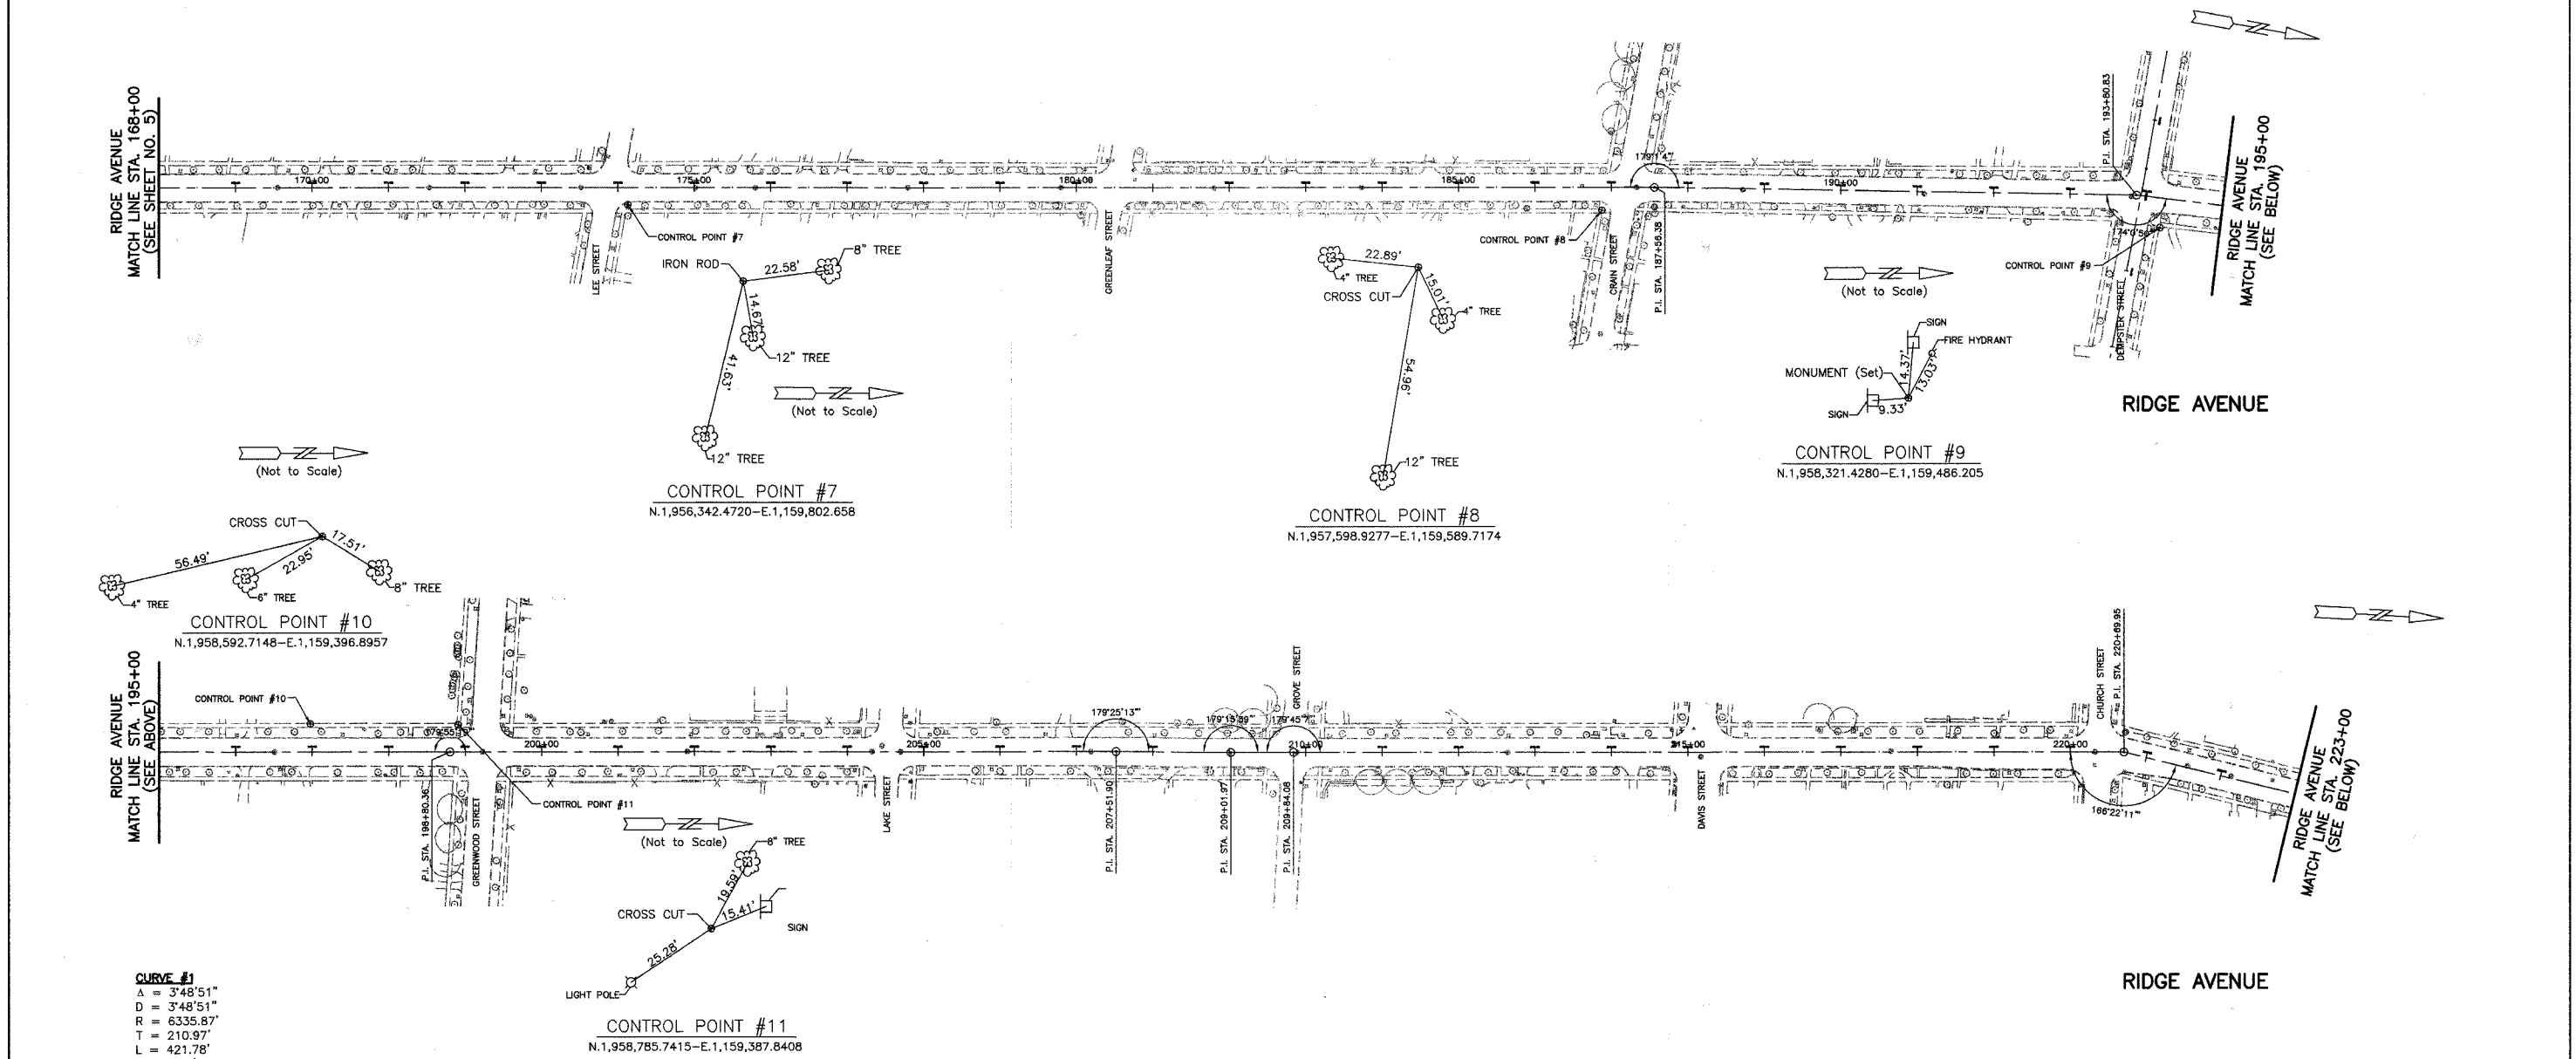 RIDGE AVENUE
MATCH LINE STA. 168+00
(SEE SHEET NO. 5)
170+00
175+00
180+00
185+00
190+00
179°1'4"
P.I. STA. 193+80.83
RIDGE AVENUE
MATCH LINE STA. 195+00
(SEE BELOW)
LEE STREET
CONTROL POINT #7
GREENLEAF STREET
CONTROL POINT #8
CRAIN STREET
P.I. STA. 187+56.38
CONTROL POINT #9
DEMPSTER STREET
IRON ROD
22.58'
8" TREE
14.67'
12" TREE
41.63'
12" TREE
(Not to Scale)
CONTROL POINT #7
N.1,956,342.4720-E.1,159,802.658
22.89'
4" TREE
CROSS CUT
15.01'
4" TREE
54.96'
12" TREE
CONTROL POINT #8
N.1,957,598.9277-E.1,159,589.7174
(Not to Scale)
SIGN
FIRE HYDRANT
14.37'
13.03'
MONUMENT (Set)
SIGN
9.33'
CONTROL POINT #9
N.1,958,321.4280-E.1,159,486.205
RIDGE AVENUE
(Not to Scale)
CROSS CUT
17.51'
56.49'
22.95'
4" TREE
6" TREE
8" TREE
CONTROL POINT #10
N.1,958,592.7148-E.1,159,396.8957
RIDGE AVENUE
MATCH LINE STA. 195+00
(SEE ABOVE)
CONTROL POINT #10
200+00
205+00
179°25'13"
210+00
GROVE STREET
215+00
220+00
CHURCH STREET
P.I. STA. 220+69.95
P.I. STA. 198+80.36
GREENWOOD STREET
CONTROL POINT #11
LAKE STREET
P.I. STA. 207+51.90
P.I. STA. 209+01.97
P.I. STA. 209+84.08
DAVIS STREET
166°22'11"
RIDGE AVENUE
MATCH LINE STA. 223+00
(SEE BELOW)
(Not to Scale)
8" TREE
19.59'
CROSS CUT
15.41'
SIGN
25.28'
LIGHT POLE
CONTROL POINT #11
N.1,958,785.7415-E.1,159,387.8408
RIDGE AVENUE
CURVE #1
Δ = 3°48'51"
D = 3°48'51"
R = 6335.87'
T = 210.97'
L = 421.78'